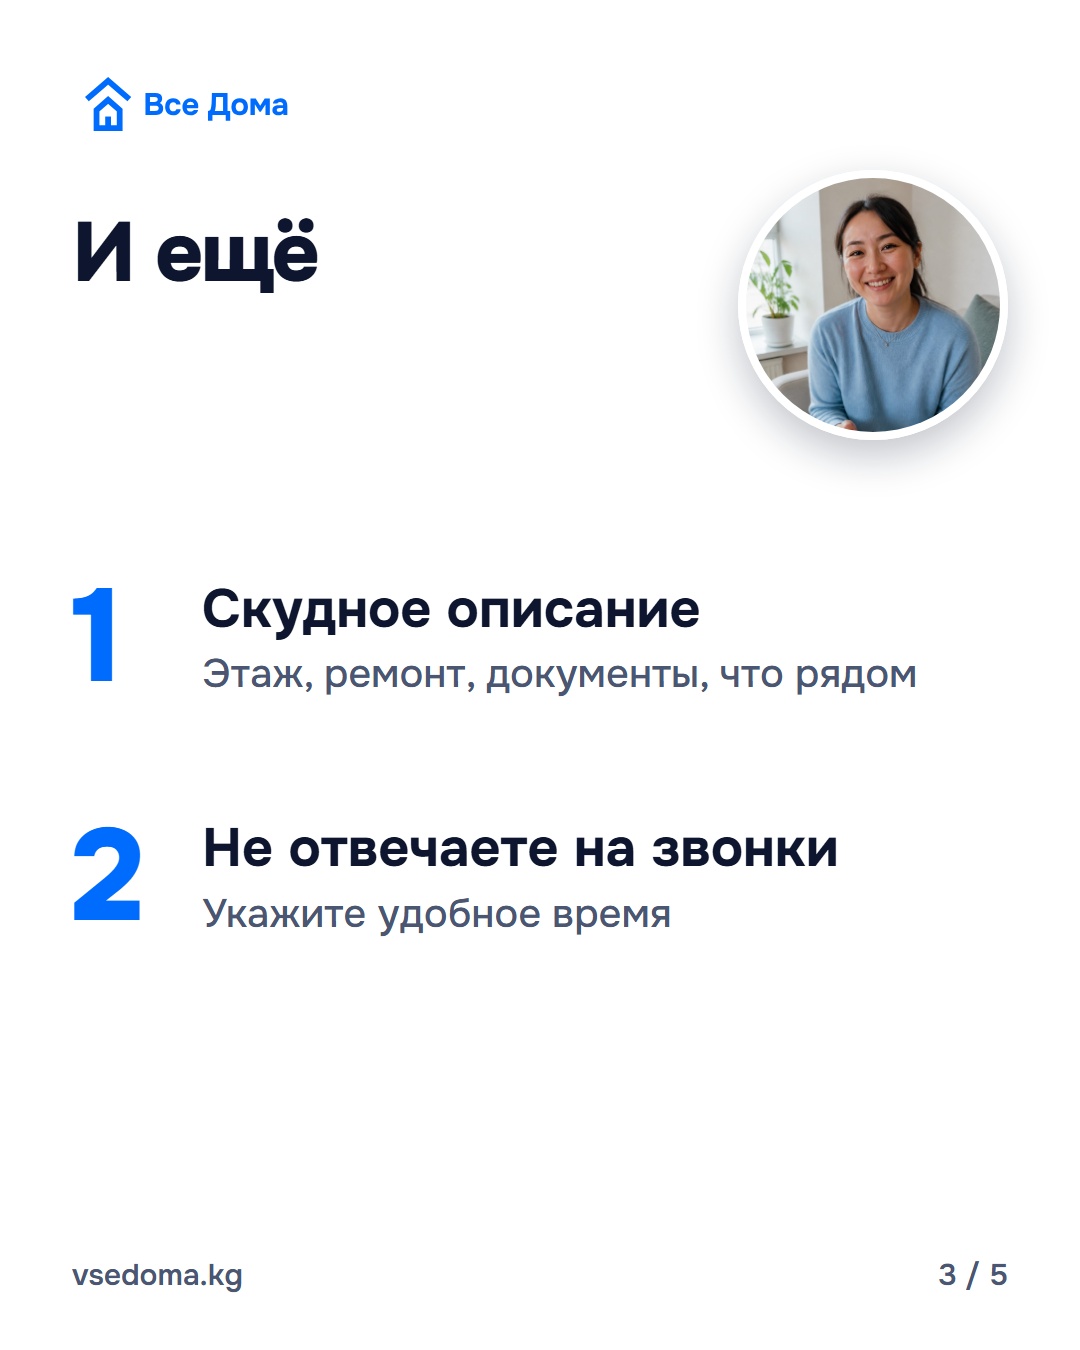 Все Дома
И ещё
1
Скудное описание
Этаж, ремонт, документы, что рядом
2
Не отвечаете на звонки
Укажите удобное время
vsedoma.kg
3 / 5